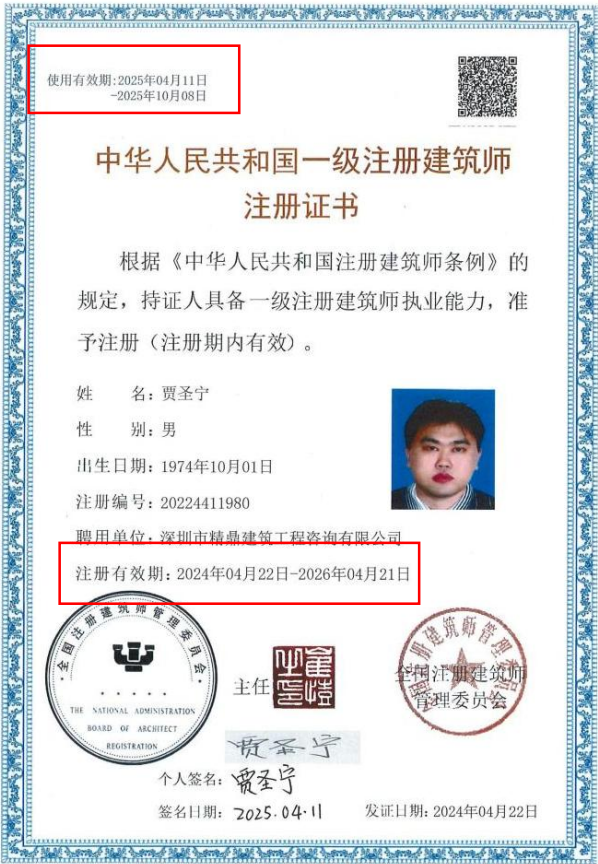 使用有效期:2025年04月11日
-2025年10月08日
中华人民共和国一级注册建筑师
注册证书
根据《中华人民共和国注册建筑师条例》的
规定，持证人具备一级注册建筑师执业能力，准
予注册（注册期内有效）。
姓 名：贾圣宁
性 别：男
出生日期：1974年10月01日
注册编号：20224411980
聘用单位：深圳市精鼎建筑工程咨询有限公司
注册有效期：2024年04月22日-2026年04月21日
全国注册建筑师管理委员会
THE NATIONAL ADMINISTRATION
BOARD OF ARCHITECT
REGISTRATION
主任
全国注册建筑师
管理委员会
贾圣宁
个人签名：贾圣宁
签名日期：2025.04.11
发证日期：2024年04月22日